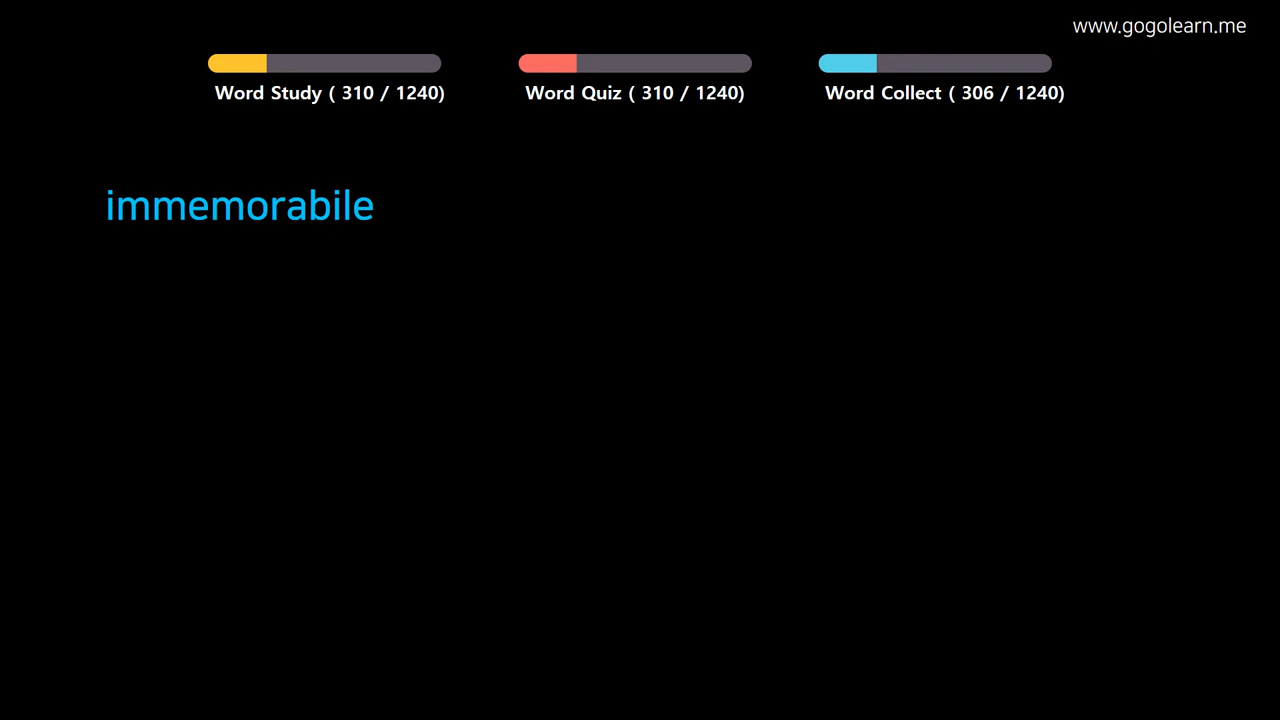 www.gogolearn.me
Word Study ( 310 / 1240)
Word Quiz ( 310 / 1240)
Word Collect ( 306 / 1240)
immemorabile